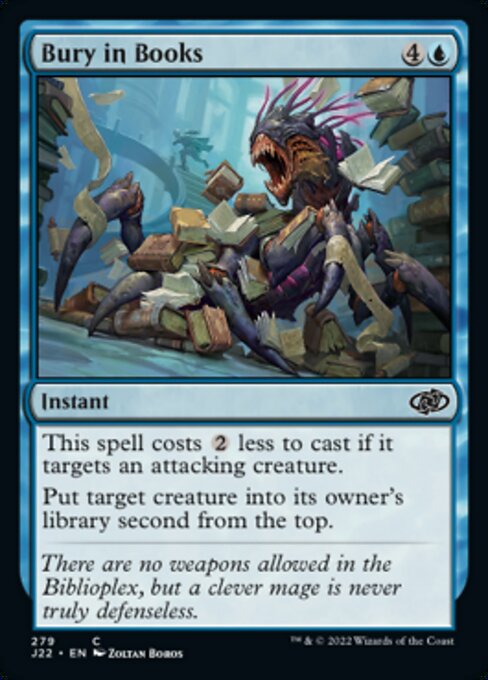 Bury in Books 4
Instant
This spell costs 2 less to cast if it
targets an attacking creature.
Put target creature into its owner's
library second from the top.
There are no weapons allowed in the
Biblioplex, but a clever mage is never
truly defenseless.
279 C
J22 • EN Zoltan Boros
™ & © 2022 Wizards of the Coast